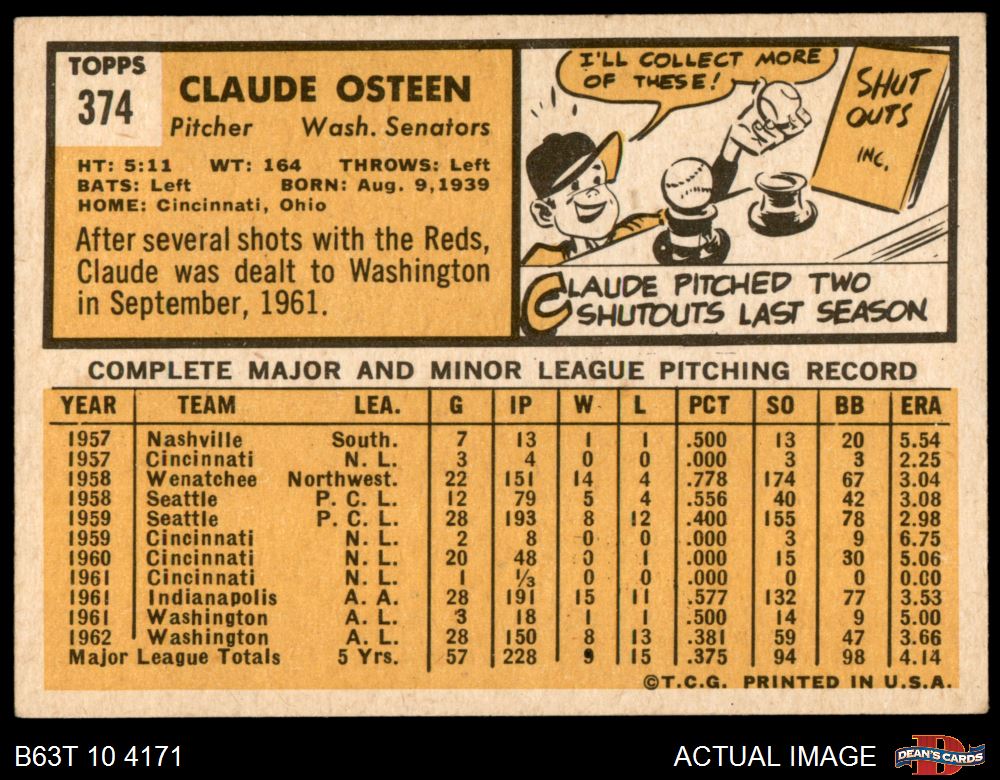 TOPPS
374
CLAUDE OSTEEN
Pitcher Wash. Senators
HT: 5:11 WT: 164 THROWS: Left
BATS: Left BORN: Aug. 9, 1939
HOME: Cincinnati, Ohio
After several shots with the Reds,
Claude was dealt to Washington
in September, 1961.
I'LL COLLECT MORE
OF THESE!
SHUT
OUTS
INC.
CLAUDE PITCHED TWO
SHUTOUTS LAST SEASON
COMPLETE MAJOR AND MINOR LEAGUE PITCHING RECORD
YEAR TEAM LEA. G IP W L PCT SO BB ERA
1957 Nashville South. 7 13 1 1 .500 13 20 5.54
1957 Cincinnati N. L. 3 4 0 0 .000 3 3 2.25
1958 Wenatchee Northwest. 22 151 14 4 .778 174 67 3.04
1958 Seattle P. C. L. 12 79 5 4 .556 40 42 3.08
1959 Seattle P. C. L. 28 193 8 12 .400 155 78 2.98
1959 Cincinnati N. L. 2 8 0 0 .000 3 9 6.75
1960 Cincinnati N. L. 20 48 0 1 .000 15 30 5.06
1961 Cincinnati N. L. 1 1/3 0 0 .000 0 0 0.00
1961 Indianapolis A. A. 28 191 15 11 .577 132 77 3.53
1961 Washington A. L. 3 18 1 1 .500 14 9 5.00
1962 Washington A. L. 28 150 8 13 .381 59 47 3.66
Major League Totals 5 Yrs. 57 228 9 15 .375 94 98 4.14
©T.C.G. PRINTED IN U.S.A.
B63T 10 4171
ACTUAL IMAGE
D
DEAN'S CARDS